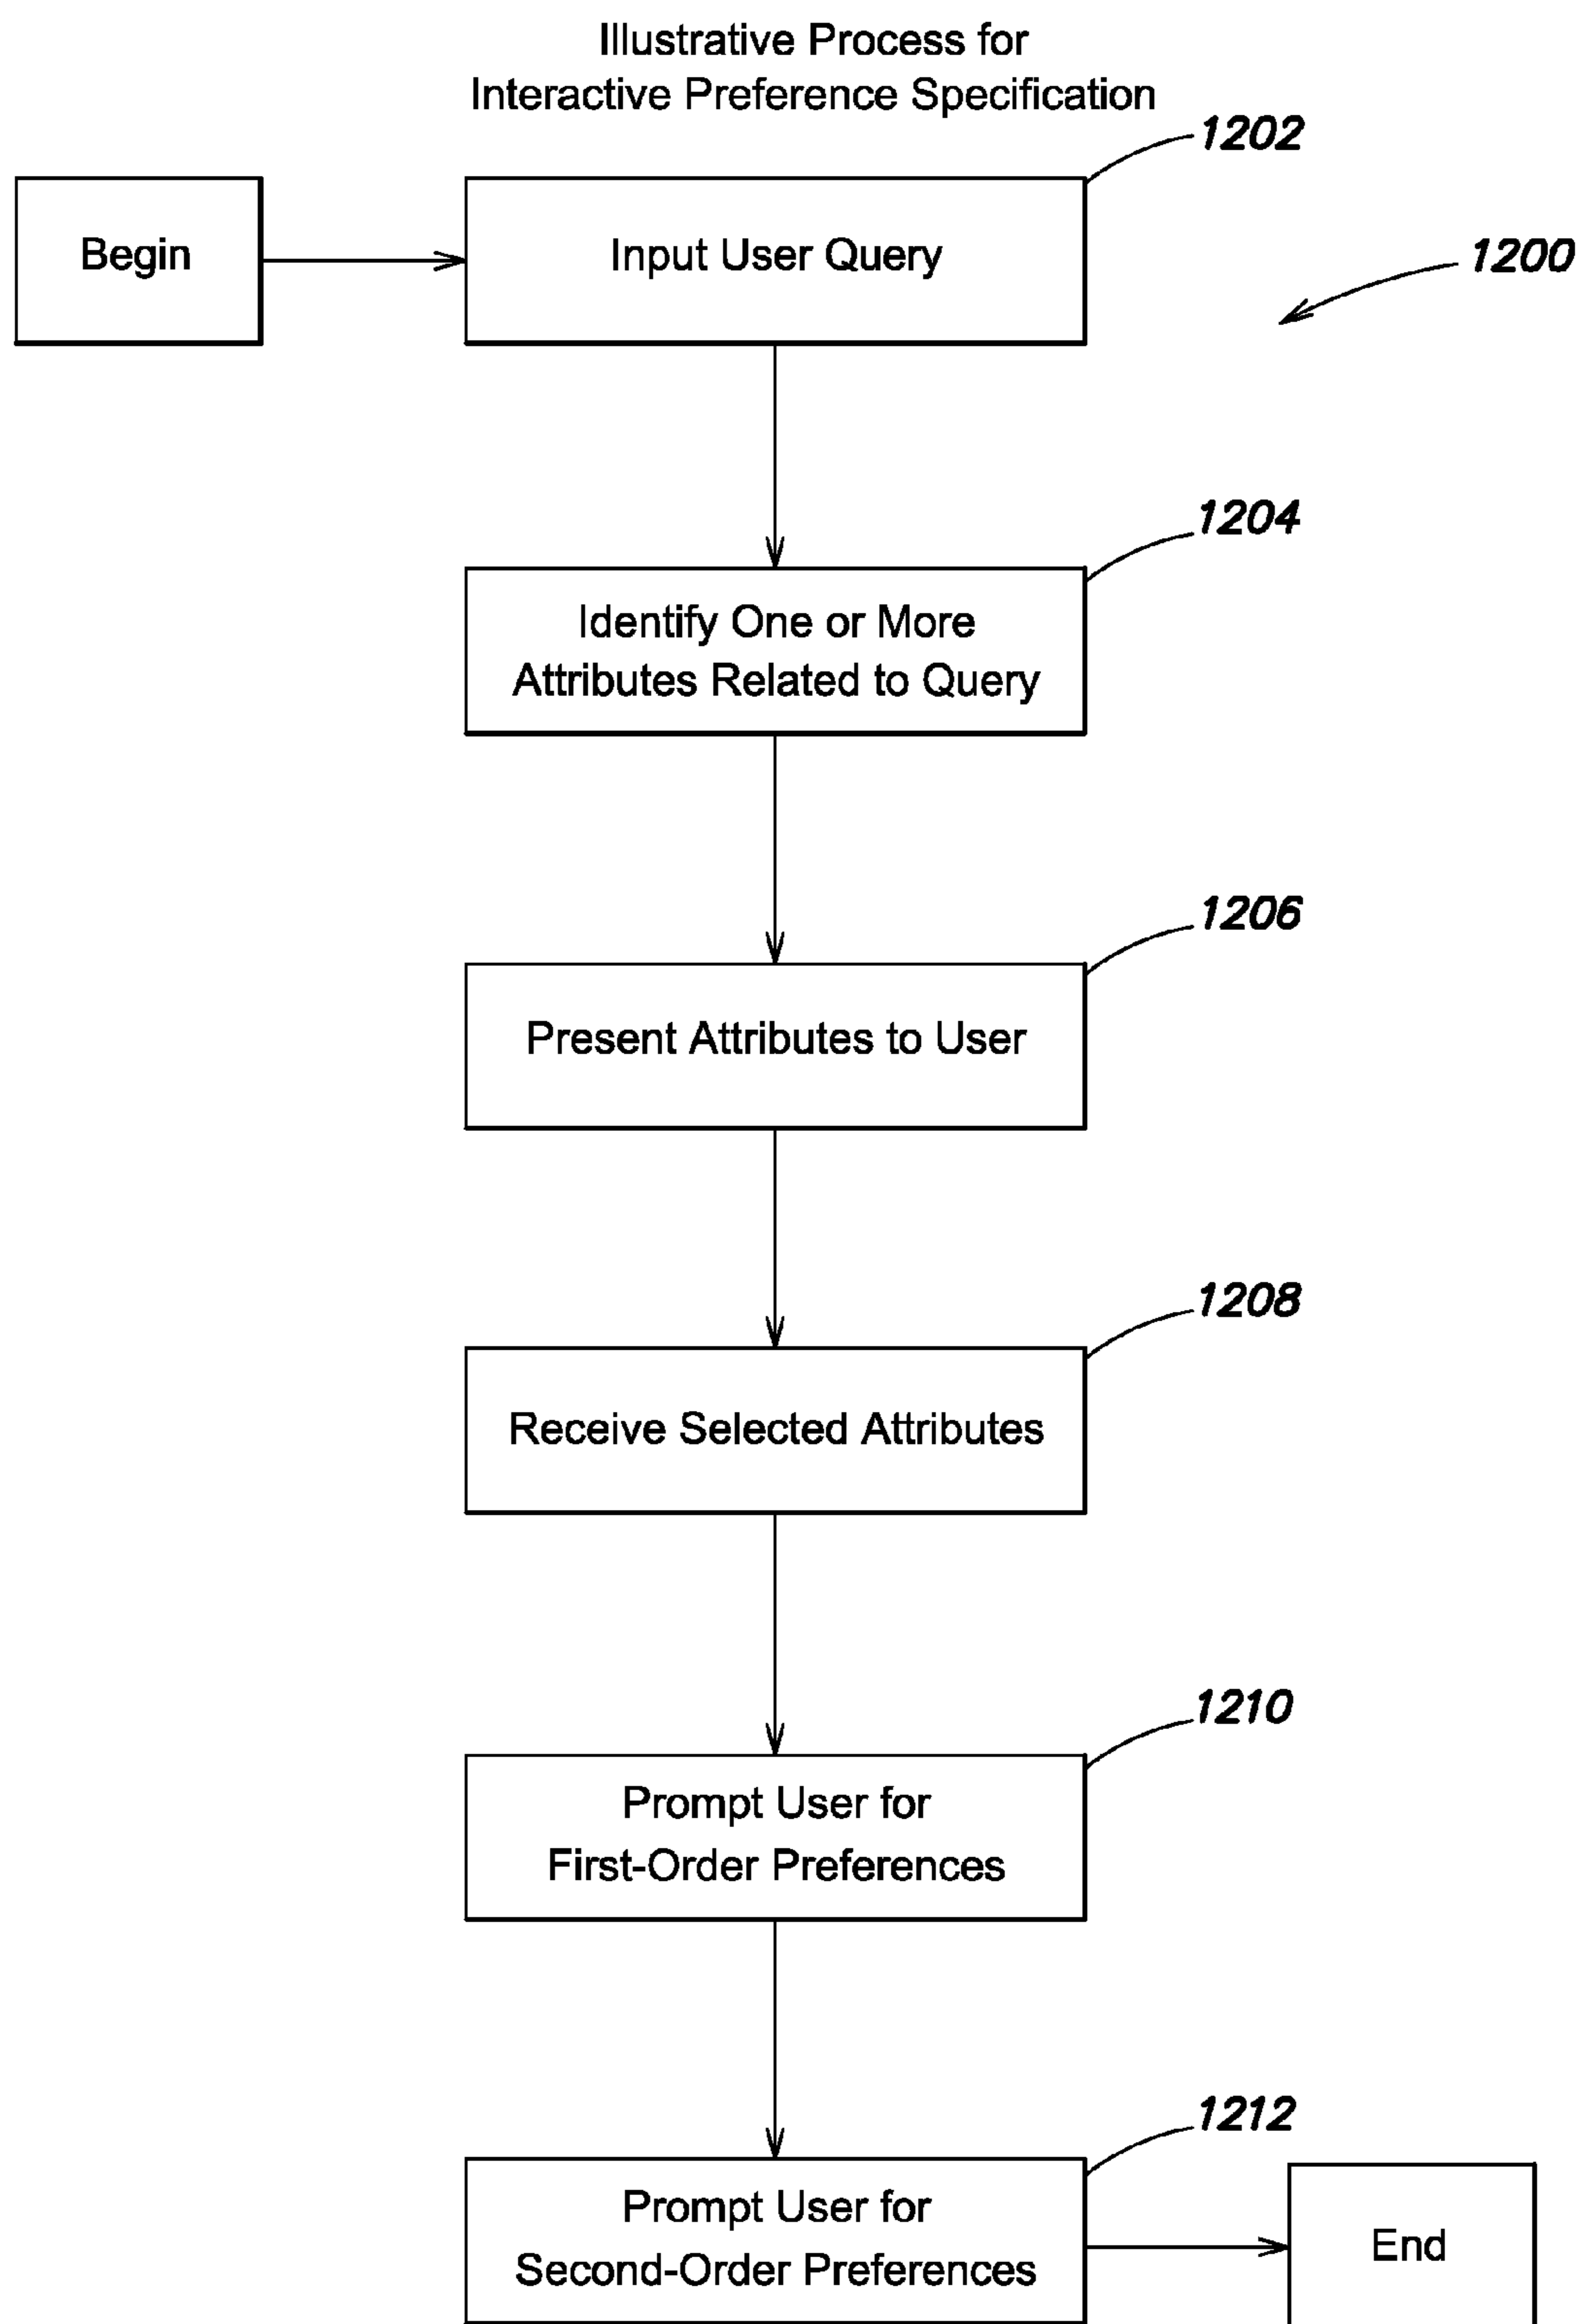 Illustrative Process for
Interactive Preference Specification
1202
Begin
Input User Query
1200
1204
Identify One or More
Attributes Related to Query
1206
Present Attributes to User
1208
Receive Selected Attributes
1210
Prompt User for
First-Order Preferences
1212
Prompt User for
Second-Order Preferences
End